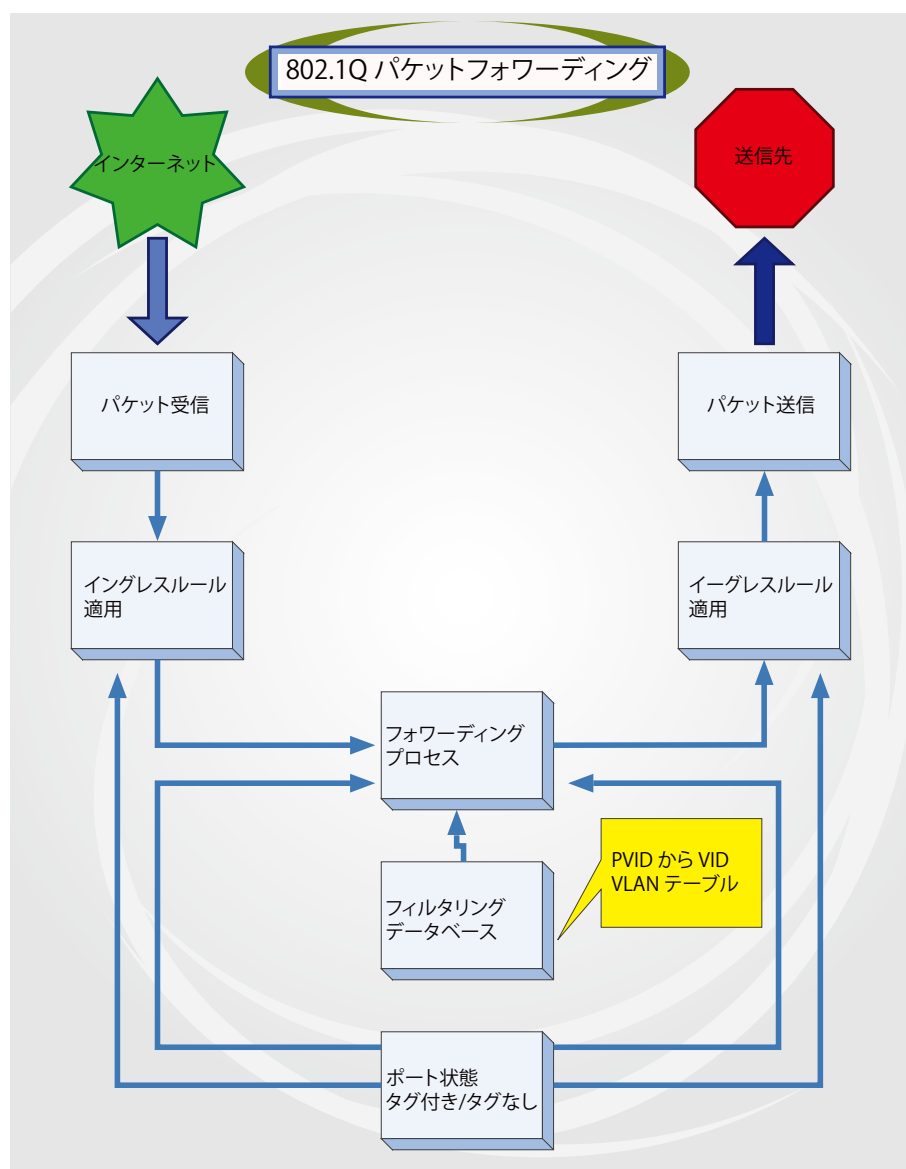 802.1Q パケットフォワーディング
インターネット
送信先
パケット受信
パケット送信
イングレスルール
適用
イーグレスルール
適用
フォワーディング
プロセス
PVID から VID
VLAN テーブル
フィルタリング
データベース
ポート状態
タグ付き/タグなし